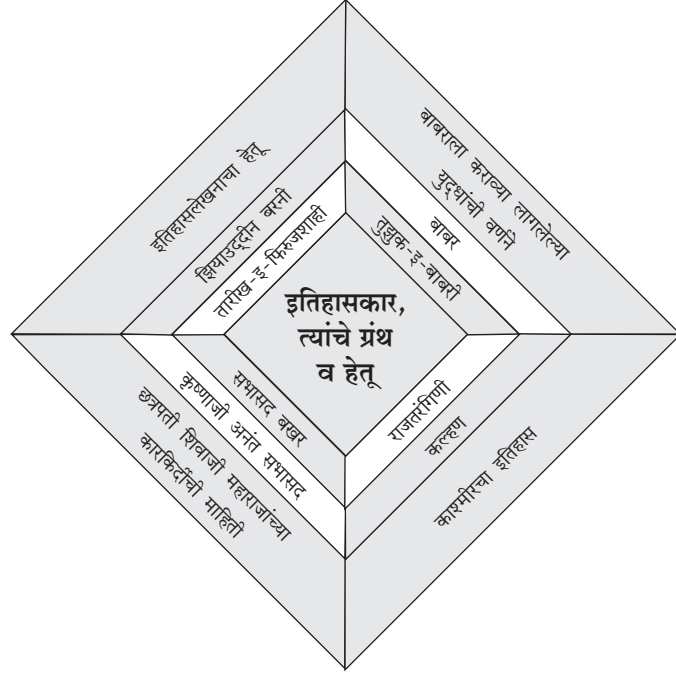 इतिहासलेखनाचा हेतू
झियाउद्‌दीन बरनी
तारीख-इ-फिरुजशाही
बाबराला कराव्या लागलेल्या
युद्धांची वर्णने
बाबर
तुझुक-इ-बाबरी
इतिहासकार,
त्यांचे ग्रंथ
व हेतू
सभासद बखर
कृष्णाजी अनंत सभासद
छत्रपती शिवाजी महाराजांच्या
कारकिर्दीची माहिती
राजतरंगिणी
कल्हण
काश्मीरचा इतिहास